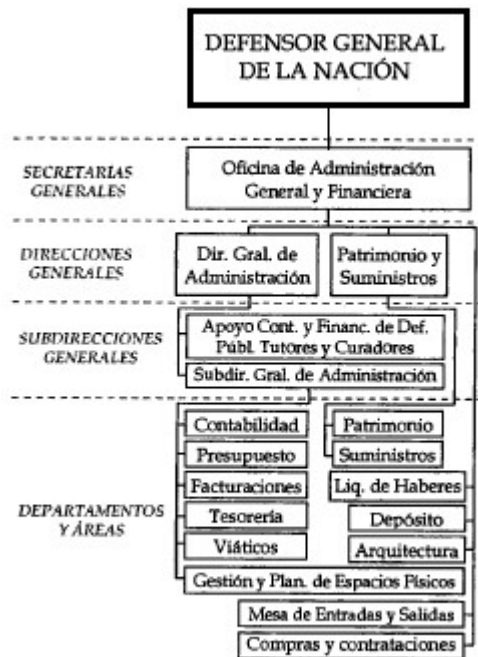 DEFENSOR GENERAL
DE LA NACIÓN
SECRETARIAS
GENERALES
Oficina de Administración
General y Financiera
DIRECCIONES
GENERALES
Dir. Gral. de
Administración
Patrimonio y
Suministros
SUBDIRECCIONES
GENERALES
Apoyo Cont. y Financ. de Def.
Públ. Tutores y Curadores
Subdir. Gral. de Administración
DEPARTAMENTOS
Y ÁREAS
Contabilidad
Patrimonio
Presupuesto
Suministros
Facturaciones
Liq. de Haberes
Tesorería
Depósito
Viáticos
Arquitectura
Gestión y Plan. de Espacios Písicos
Mesa de Entradas y Salidas
Compras y contrataciones